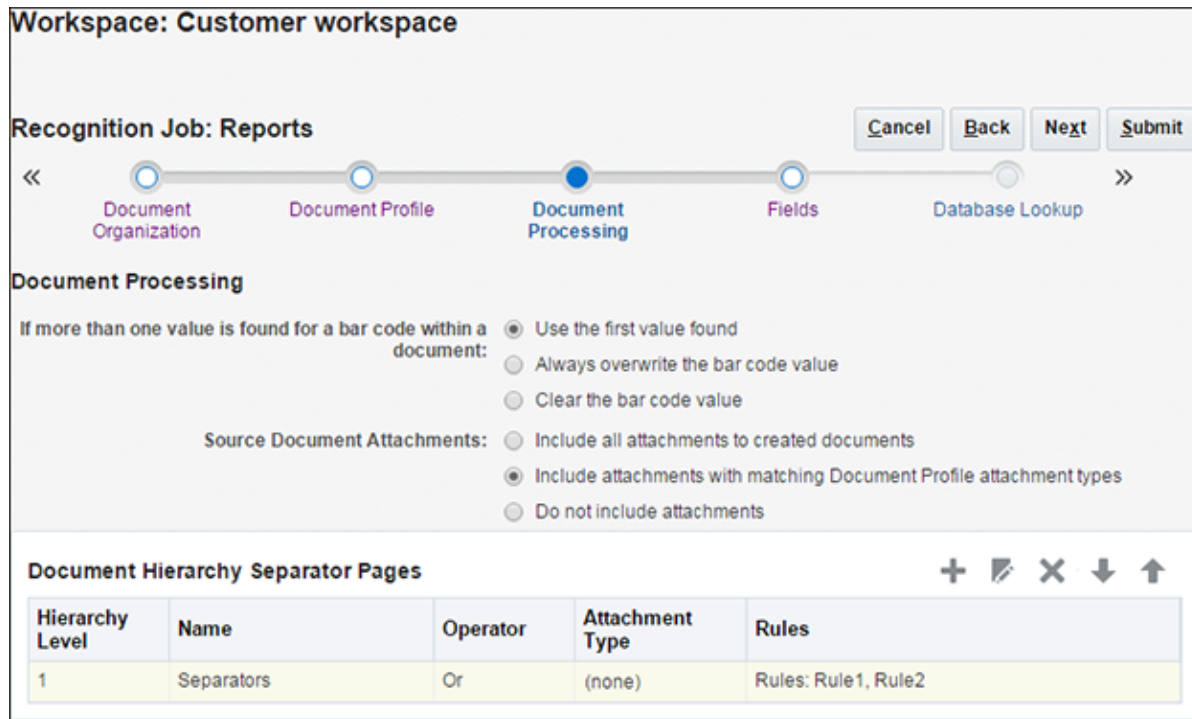 Workspace: Customer workspace
Recognition Job: Reports
Cancel Back Next Submit
« »
Document Organization
Document Profile
Document Processing
Fields
Database Lookup
Document Processing
If more than one value is found for a bar code within a document:
Use the first value found
Always overwrite the bar code value
Clear the bar code value
Source Document Attachments:
Include all attachments to created documents
Include attachments with matching Document Profile attachment types
Do not include attachments
Document Hierarchy Separator Pages
Hierarchy Level Name Operator Attachment Type Rules
1 Separators Or (none) Rules: Rule1, Rule2